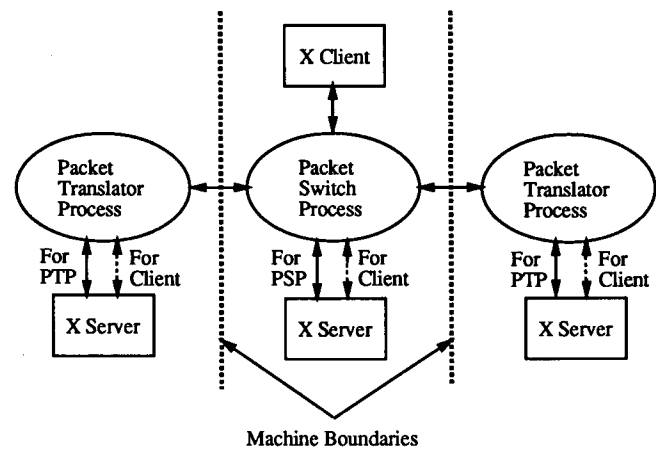 X Client
Packet
Translator
Process
Packet
Switch
Process
Packet
Translator
Process
For
PTP
For
Client
For
PSP
For
Client
For
PTP
For
Client
X Server
X Server
X Server
Machine Boundaries